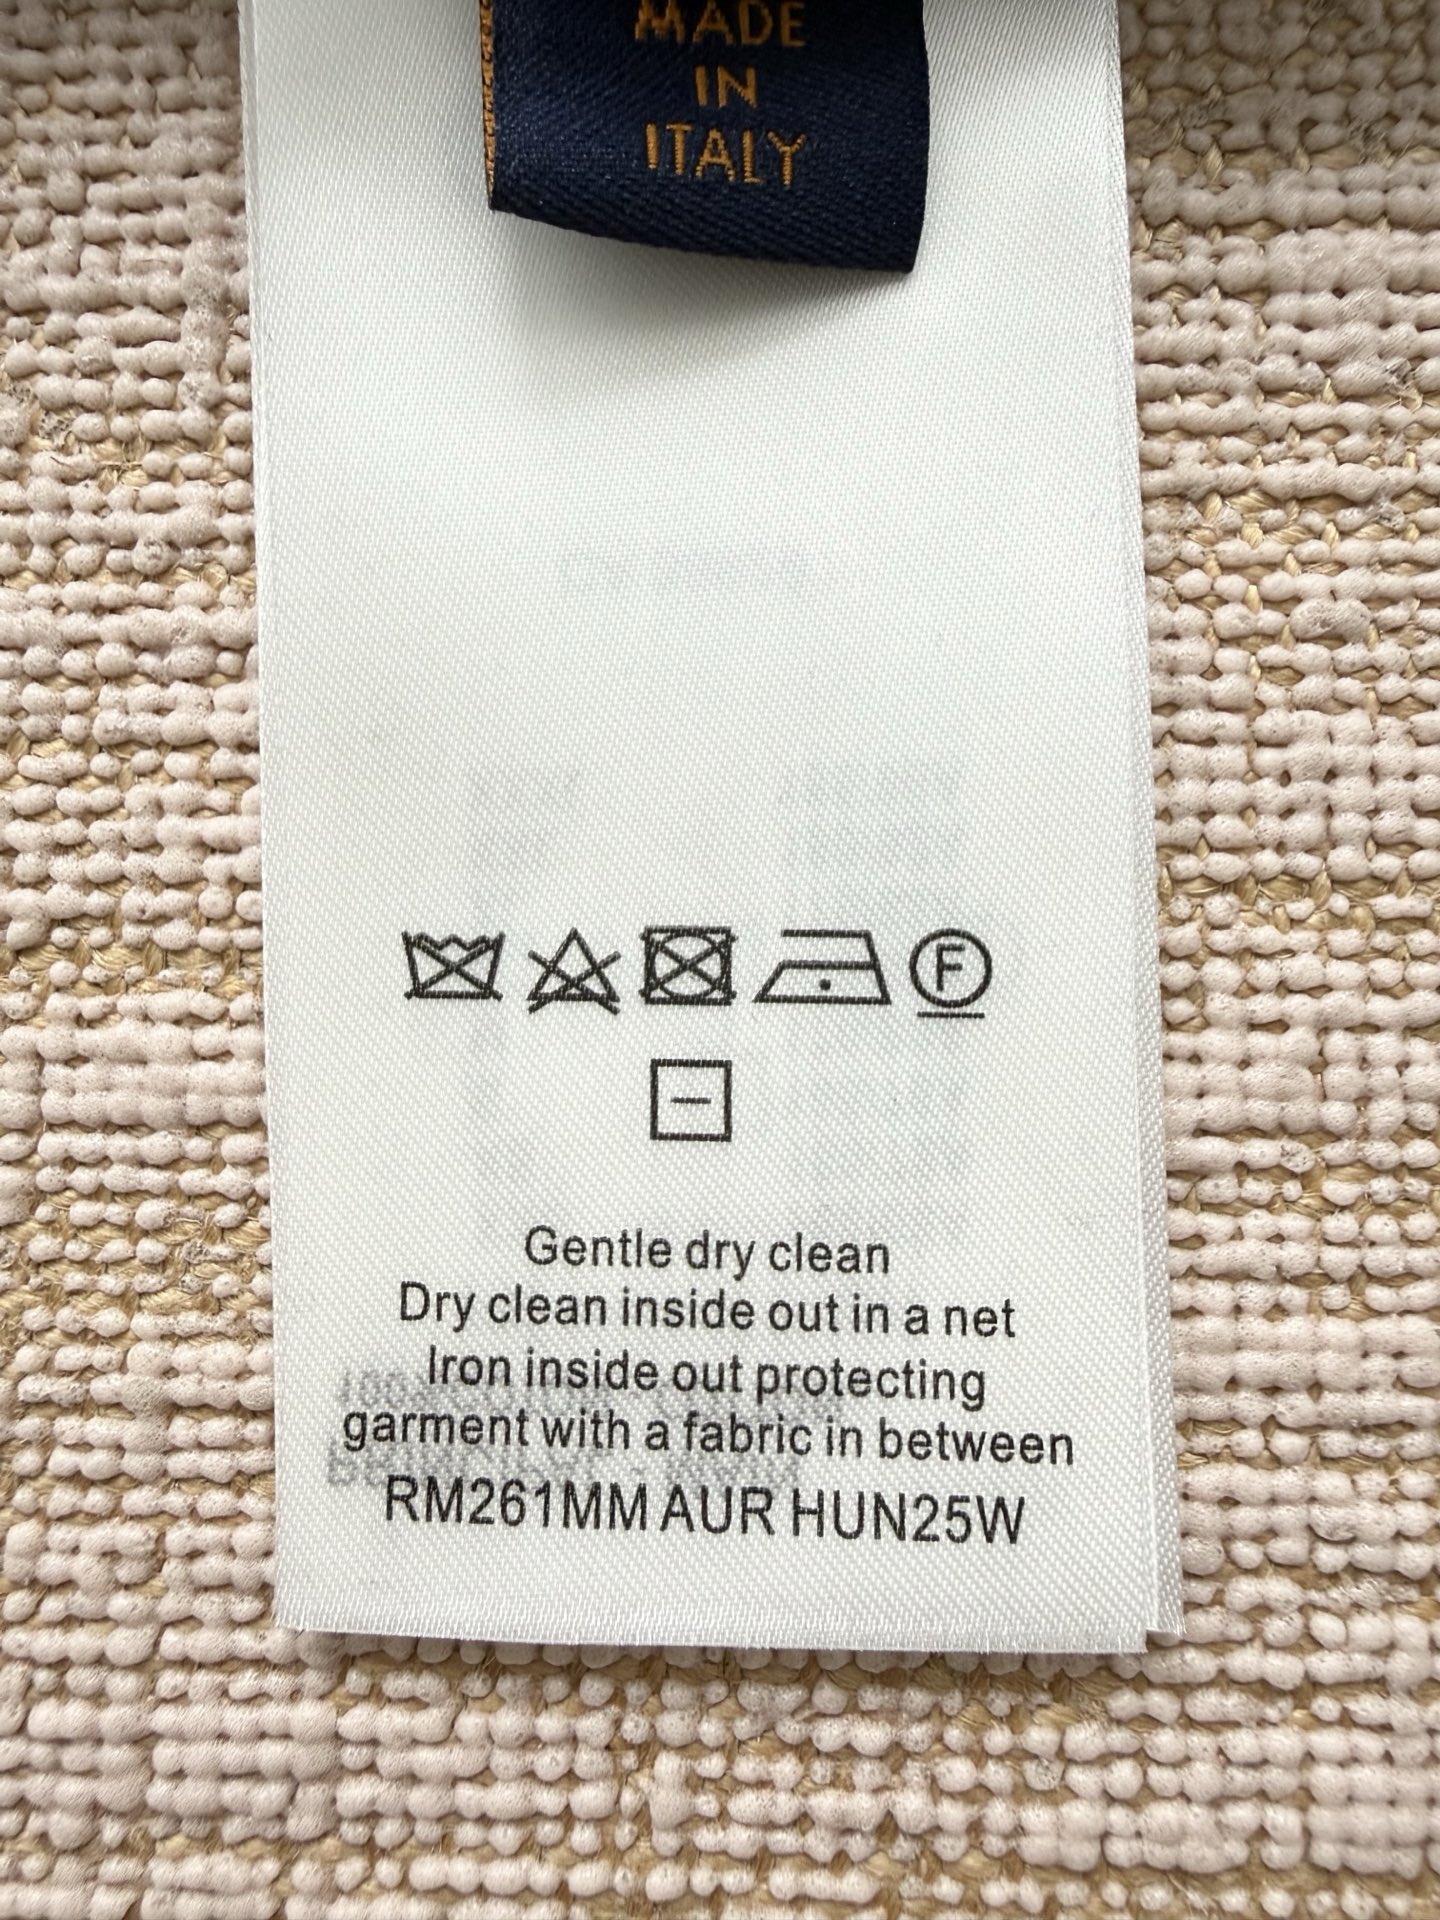 MADE
IN
ITALY
F
Gentle dry clean
Dry clean inside out in a net
Iron inside out protecting
garment with a fabric in between
RM261MM AUR HUN25W